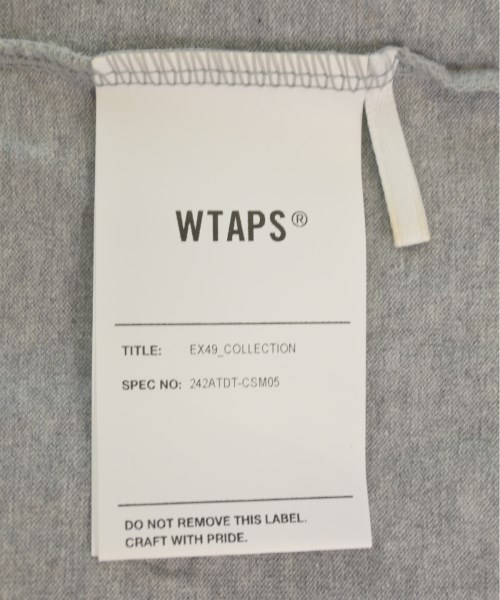 WTAPS®
TITLE: EX49_COLLECTION
SPEC NO: 242ATDT-CSM05
DO NOT REMOVE THIS LABEL.
CRAFT WITH PRIDE.